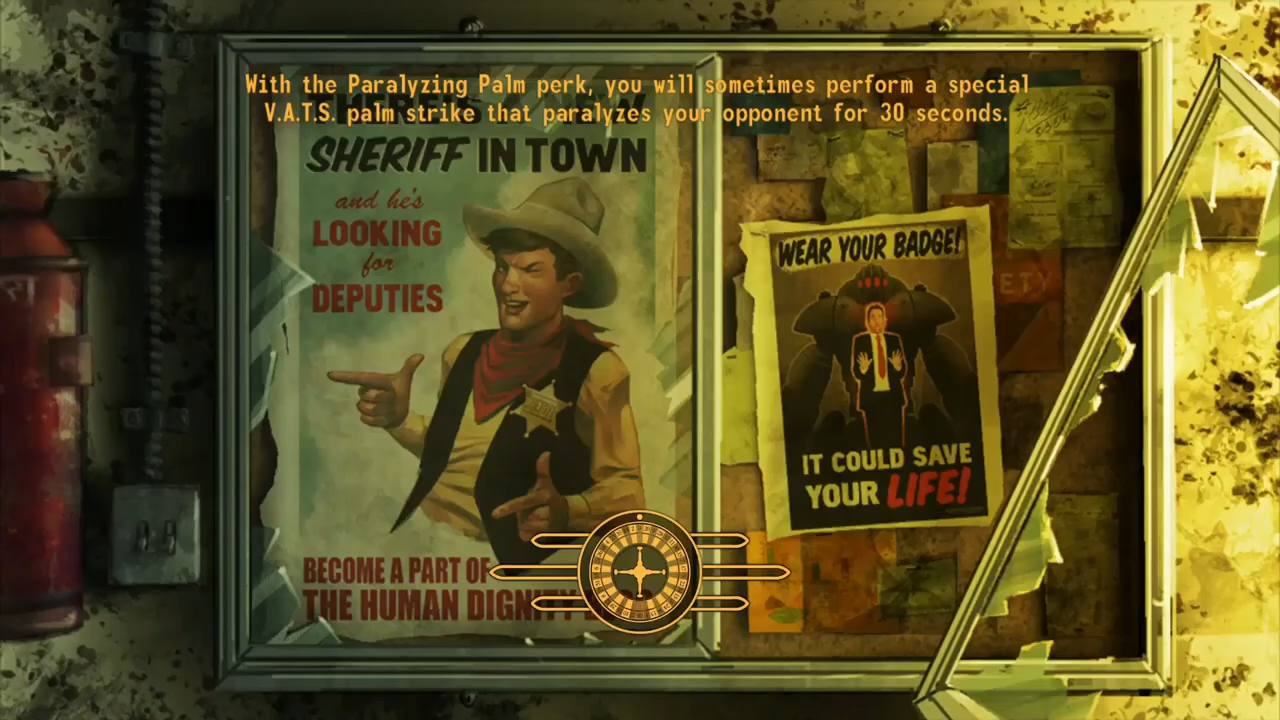 With the Paralyzing Palm perk, you will sometimes perform a special
V.A.T.S. palm strike that paralyzes your opponent for 30 seconds.
SHERIFF IN TOWN
and he's
LOOKING
for
DEPUTIES
BECOME A PART OF
THE HUMAN
WEAR YOUR BADGE!
IT COULD SAVE
YOUR LIFE!
ETY